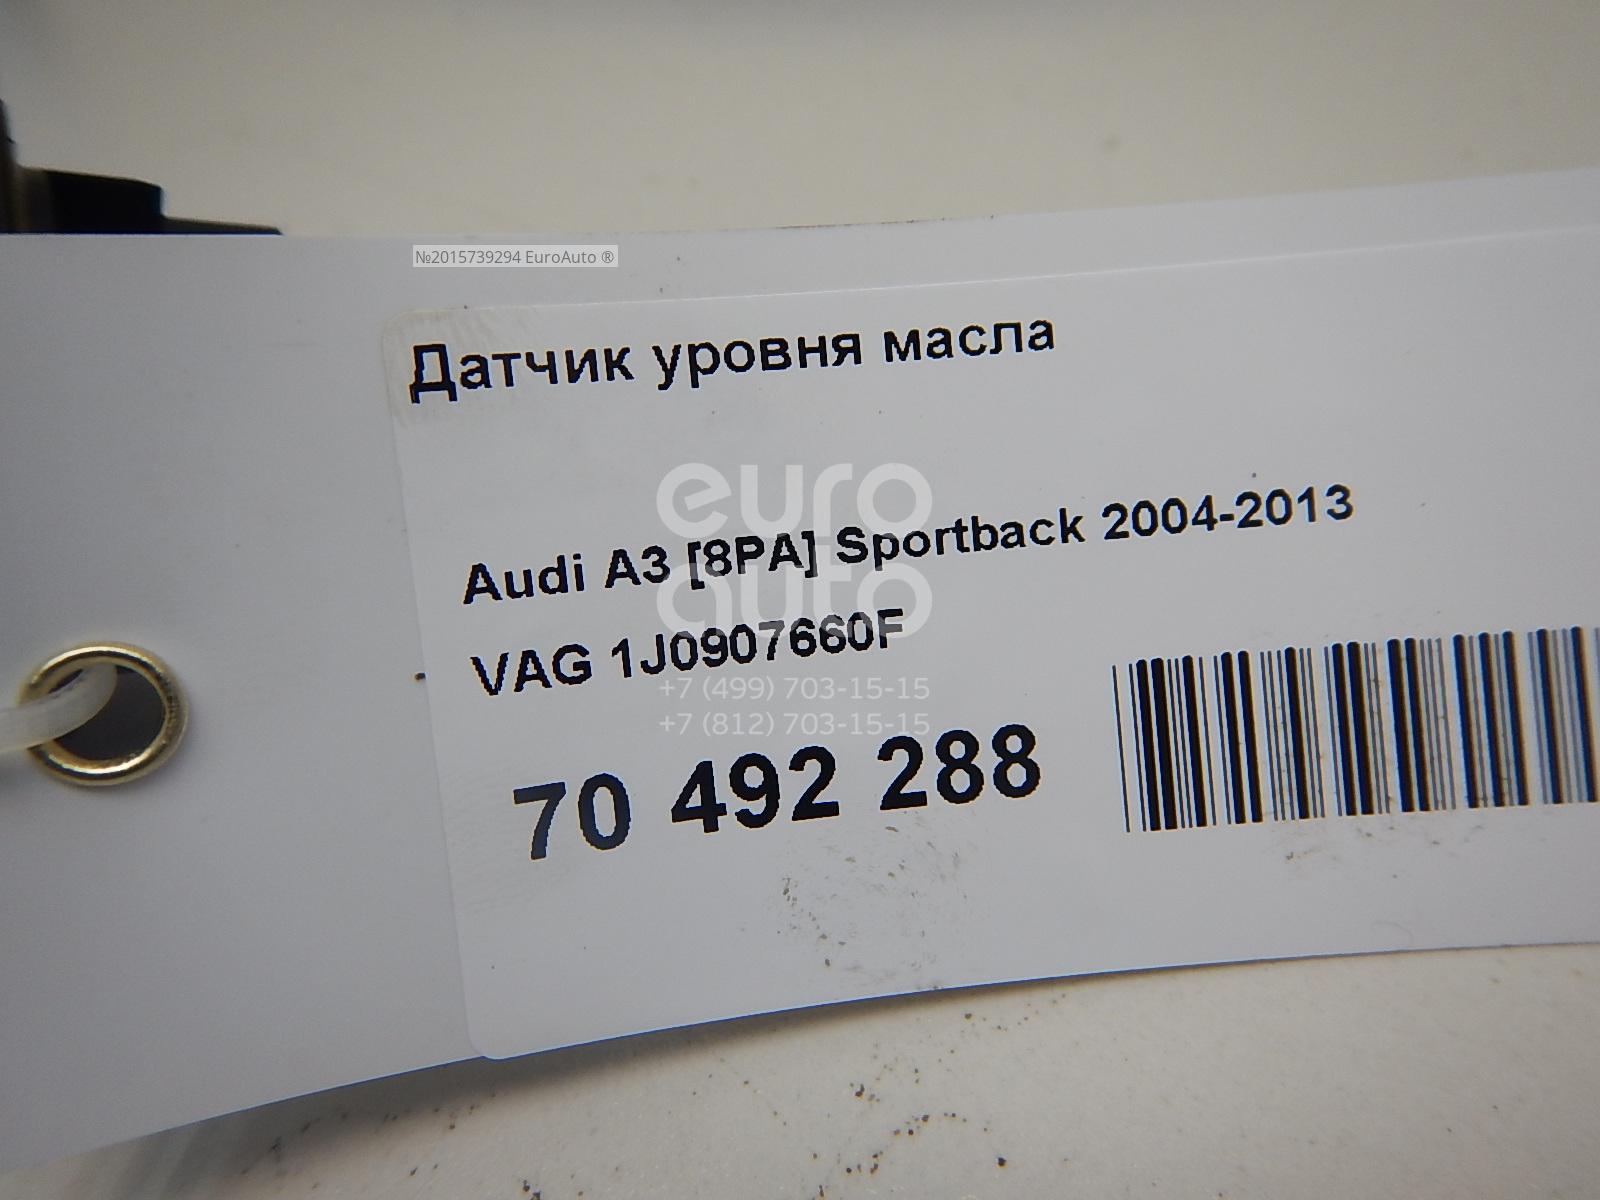 №2015739294 EuroAuto ®
Датчик уровня масла
euro
auto
Audi A3 [8PA] Sportback 2004-2013
VAG 1J0907660F
+7 (499) 703-15-15
+7 (812) 703-15-15
70 492 288